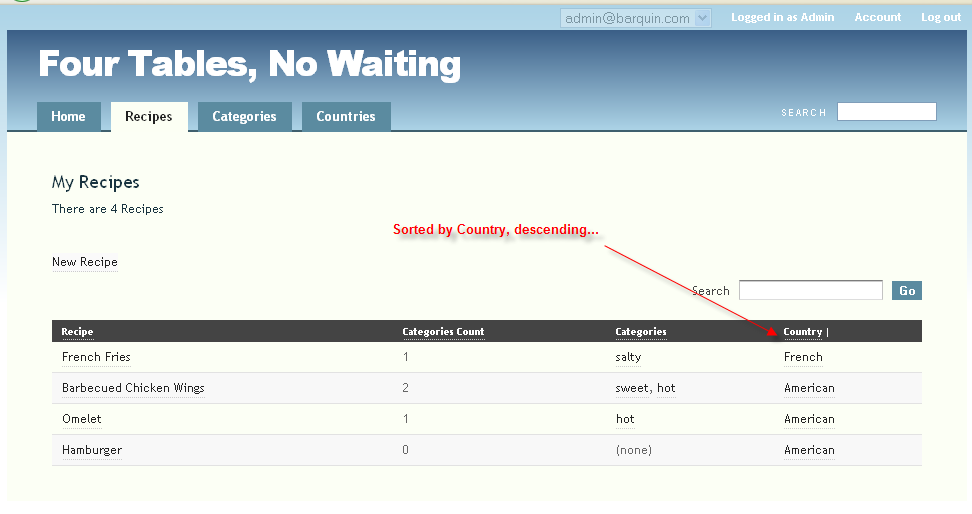 admin@barquin.com Logged in as Admin Account Log out
Four Tables, No Waiting
Home Recipes Categories Countries SEARCH
My Recipes
There are 4 Recipes
Sorted by Country, descending...
New Recipe
Search Go
Recipe Categories Count Categories Country |
French Fries 1 salty French
Barbecued Chicken Wings 2 sweet, hot American
Omelet 1 hot American
Hamburger 0 (none) American